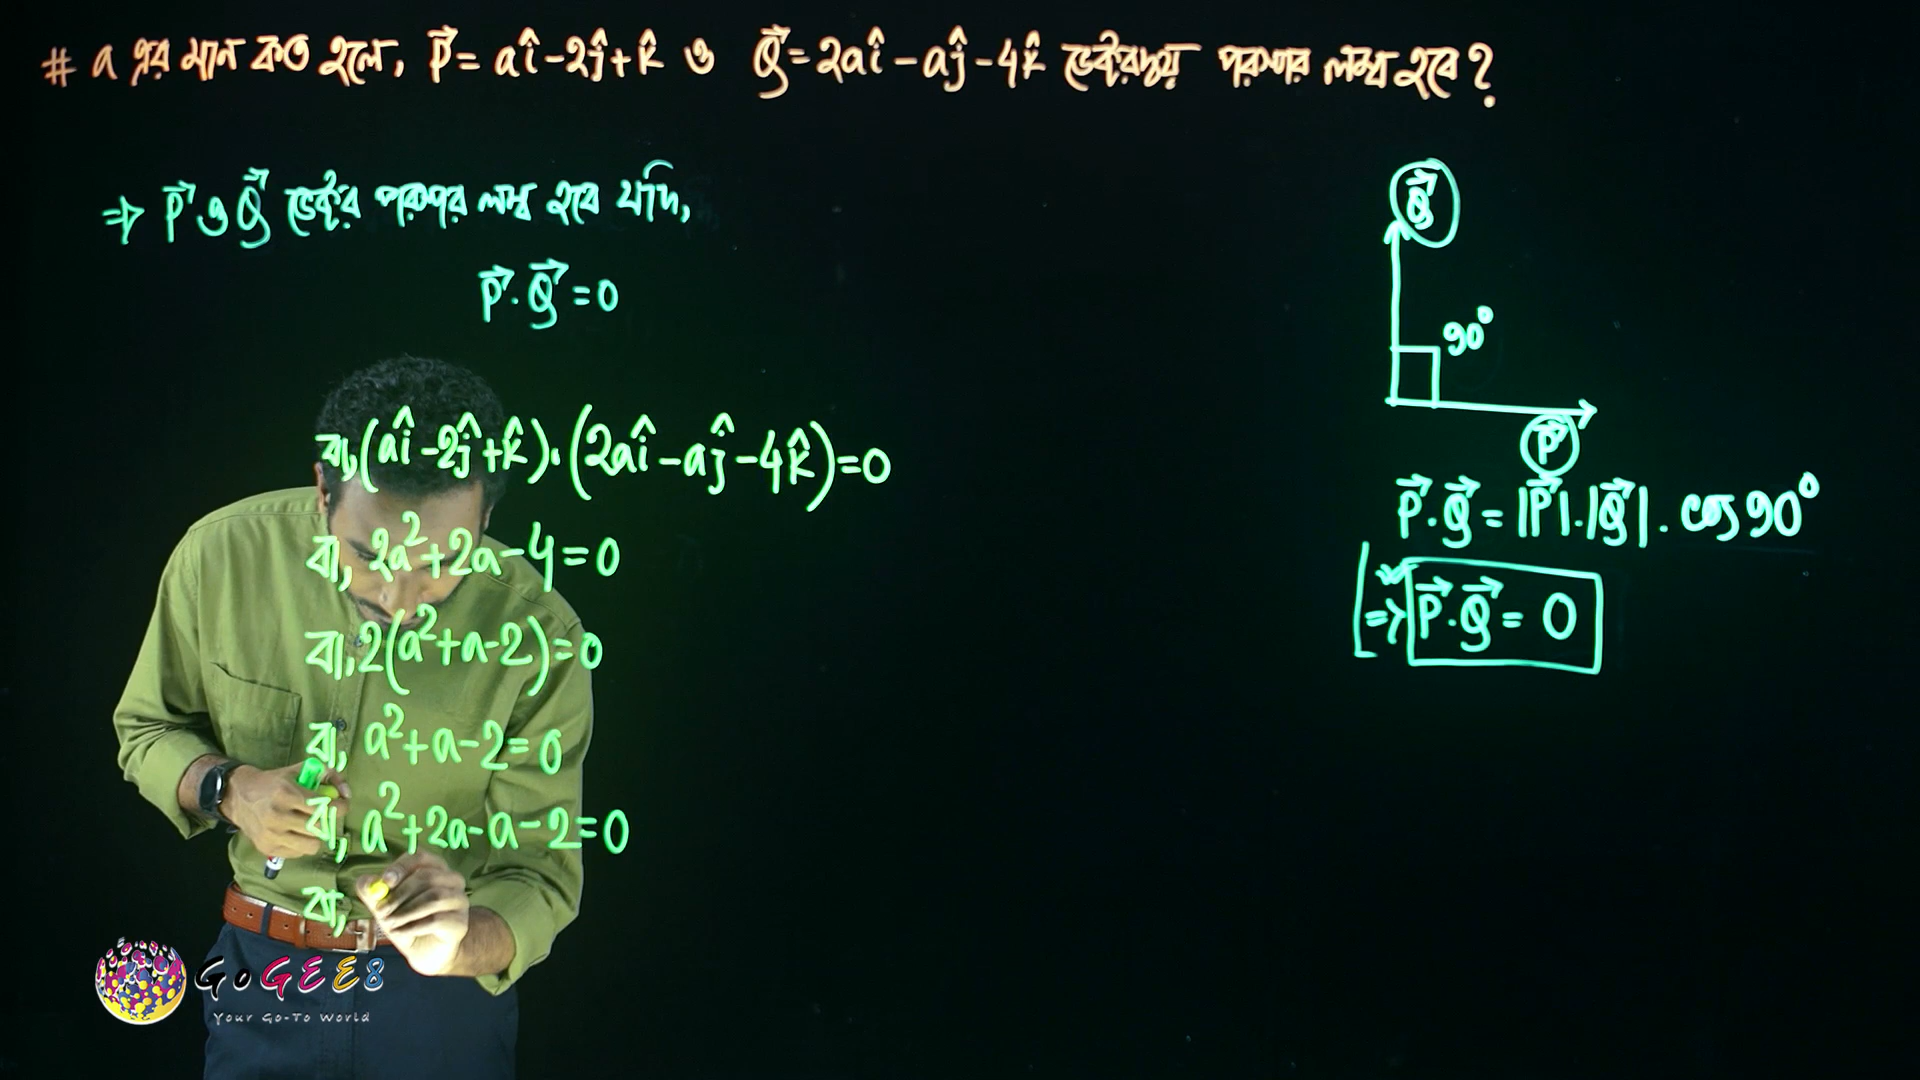 # a এর মান কত হলে, P⃗ = aî - 2ĵ + k̂ ও Q⃗ = 2aî - aĵ - 4k̂ ভেক্টরদ্বয় পরস্পর লম্ব হবে?
⇒ P⃗ ও Q⃗ ভেক্টর পরস্পর লম্ব হবে যদি,
P⃗ . Q⃗ = 0
বা, (aî - 2ĵ + k̂) . (2aî - aĵ - 4k̂) = 0
বা, 2a² + 2a - 4 = 0
বা, 2(a² + a - 2) = 0
বা, a² + a - 2 = 0
বা, a² + 2a - a - 2 = 0
বা,
Q⃗
90°
P⃗
P⃗ . Q⃗ = |P⃗| . |Q⃗| . cos 90°
⇒ P⃗ . Q⃗ = 0
GoGEE8
Your Go-To World